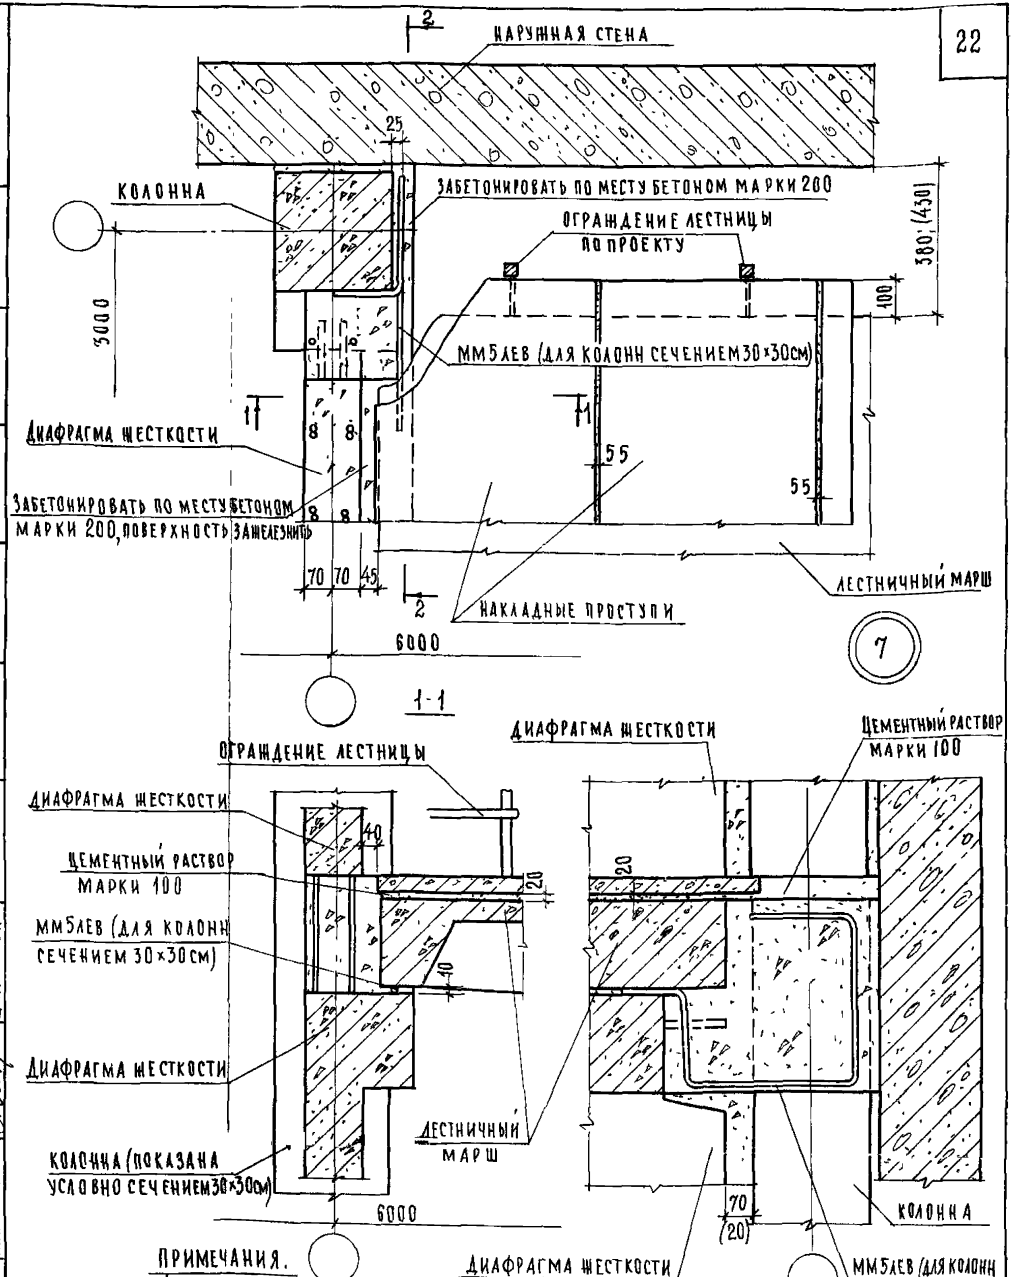 2
НАРУЖНАЯ СТЕНА
22
25
КОЛОННА
ЗАБЕТОНИРОВАТЬ ПО МЕСТУ БЕТОНОМ МАРКИ 200
ОГРАЖДЕНИЕ ЛЕСТНИЦЫ
ПО ПРОЕКТУ
380; (430)
100
3000
ММ5ЛЕВ (ДЛЯ КОЛОНН СЕЧЕНИЕМ 30×30СМ)
1
1
ДИАФРАГМА ЖЕСТКОСТИ
8 8
55
55
ЗАБЕТОНИРОВАТЬ ПО МЕСТУ БЕТОНОМ
МАРКИ 200, ПОВЕРХНОСТЬ ЗАЖЕЛЕЗНИТЬ
8 8
70 70 45
2
НАКЛАДНЫЕ ПРОСТУПИ
ЛЕСТНИЧНЫЙ МАРШ
6000
7
1-1
ОГРАЖДЕНИЕ ЛЕСТНИЦЫ
ДИАФРАГМА ЖЕСТКОСТИ
ЦЕМЕНТНЫЙ РАСТВОР
МАРКИ 100
ДИАФРАГМА ЖЕСТКОСТИ
40
ЦЕМЕНТНЫЙ РАСТВОР
МАРКИ 100
20
20
ММ5ЛЕВ (ДЛЯ КОЛОНН
СЕЧЕНИЕМ 30×30СМ)
10
ДИАФРАГМА ЖЕСТКОСТИ
ЛЕСТНИЧНЫЙ
МАРШ
КОЛОННА (ПОКАЗАНА
УСЛОВНО СЕЧЕНИЕМ 30×30СМ)
70
(20)
КОЛОННА
6000
ПРИМЕЧАНИЯ.
ДИАФРАГМА ЖЕСТКОСТИ
ММ5ЛЕВ (ДЛЯ КОЛОНН